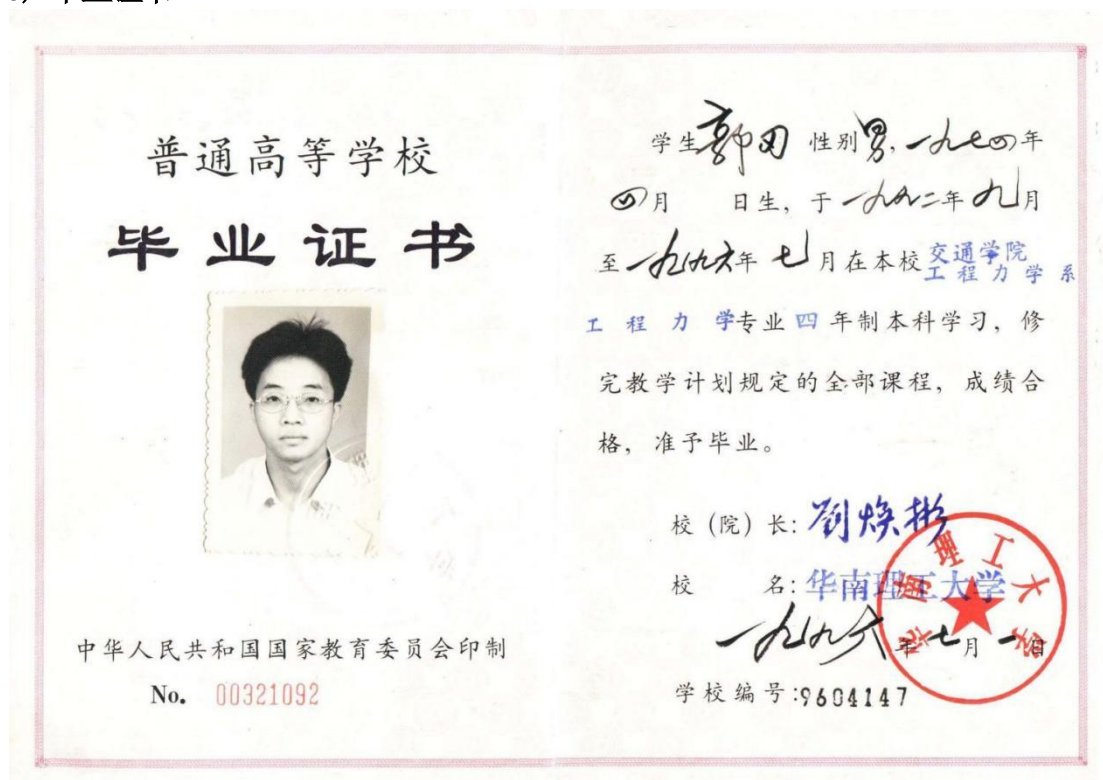 普通高等学校
毕业证书
中华人民共和国国家教育委员会印制
No. 00321092
学生郭 性别男,一九七四年
四月 日生,于一九九二年九月
至一九九六年七月在本校交通学院
工程力学系
工程力学专业四年制本科学习,修
完教学计划规定的全部课程,成绩合
格,准予毕业。
校(院)长:刘焕彬
校 名:华南理工大学
华南理工大学
一九九六年七月一日
学校编号:9604147